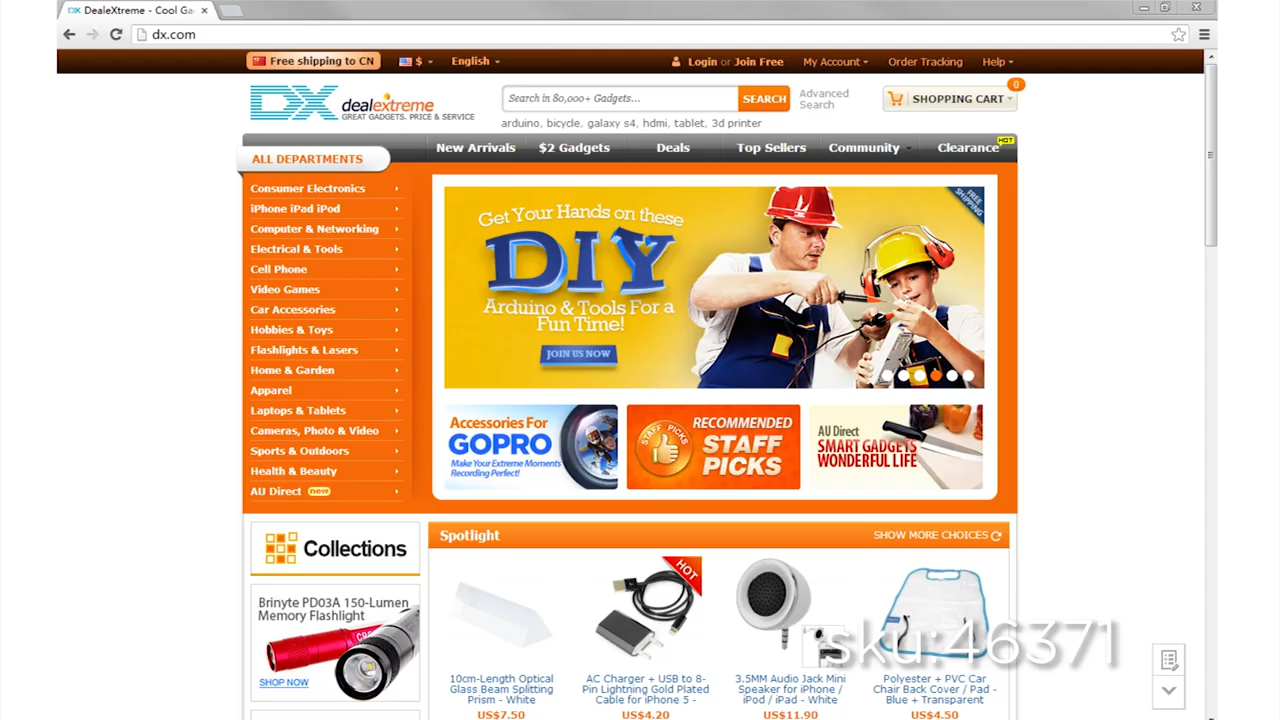 DealeXtreme - Cool Ga
dx.com
Free shipping to CN
$
English
Login or Join Free
My Account
Order Tracking
Help
DX dealextreme
GREAT GADGETS. PRICE & SERVICE
Search in 80,000+ Gadgets...
SEARCH
Advanced
Search
SHOPPING CART
0
arduino, bicycle, galaxy s4, hdmi, tablet, 3d printer
ALL DEPARTMENTS
New Arrivals
$2 Gadgets
Deals
Top Sellers
Community
Clearance
HOT
Consumer Electronics
iPhone iPad iPod
Computer & Networking
Electrical & Tools
Cell Phone
Video Games
Car Accessories
Hobbies & Toys
Flashlights & Lasers
Home & Garden
Apparel
Laptops & Tablets
Cameras, Photo & Video
Sports & Outdoors
Health & Beauty
AU Direct new
Get Your Hands on these
DIY
Arduino & Tools For a
Fun Time!
JOIN US NOW
FREE
SHIPPING
Accessories For
GOPRO
Make Your Extreme Moments
Recording Perfect!
STAFF PICKS
RECOMMENDED
STAFF
PICKS
AU Direct
SMART GADGETS
WONDERFUL LIFE
Collections
Brinyte PD03A 150-Lumen
Memory Flashlight
SHOP NOW
Spotlight
SHOW MORE CHOICES
HOT
10cm-Length Optical
Glass Beam Splitting
Prism - White
US$7.50
AC Charger + USB to 8-
Pin Lightning Gold Plated
Cable for iPhone 5 -
US$4.20
3.5MM Audio Jack Mini
Speaker for iPhone /
iPod / iPad - White
US$11.90
Polyester + PVC Car
Chair Back Cover / Pad -
Blue + Transparent
US$4.50
sku:46371